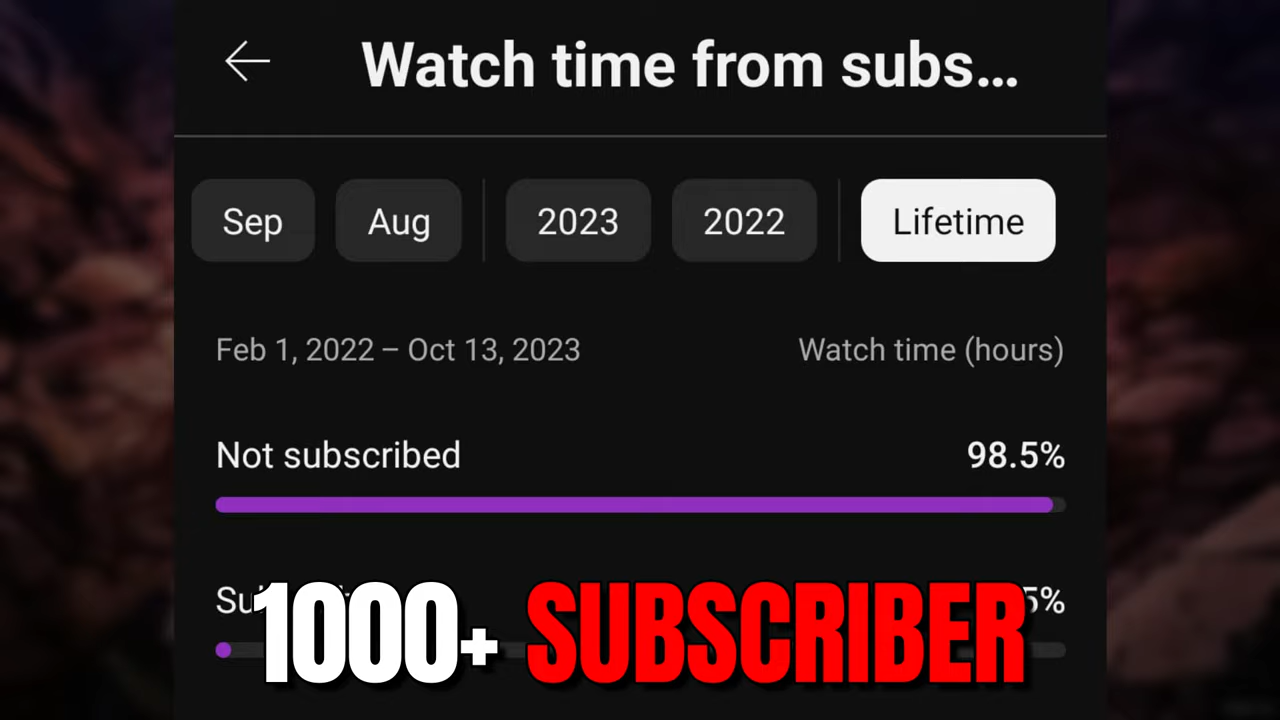 Watch time from subs...
Sep Aug 2023 2022 Lifetime
Feb 1, 2022 – Oct 13, 2023 Watch time (hours)
Not subscribed 98.5%
1000+ SUBSCRIBER